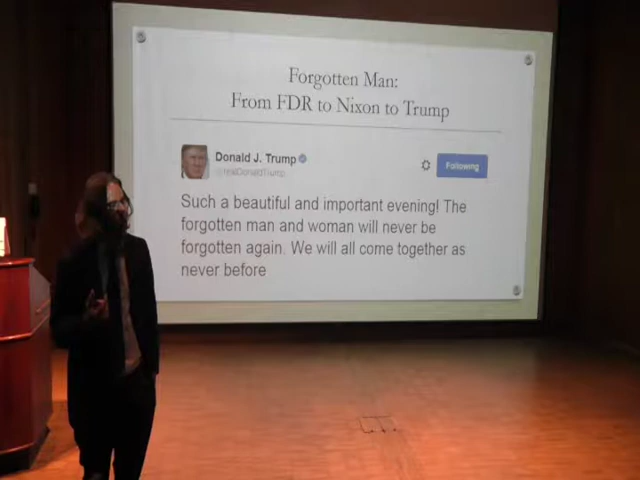 Forgotten Man:
From FDR to Nixon to Trump
Donald J. Trump
@realDonaldTrump
Following
Such a beautiful and important evening! The
forgotten man and woman will never be
forgotten again. We will all come together as
never before